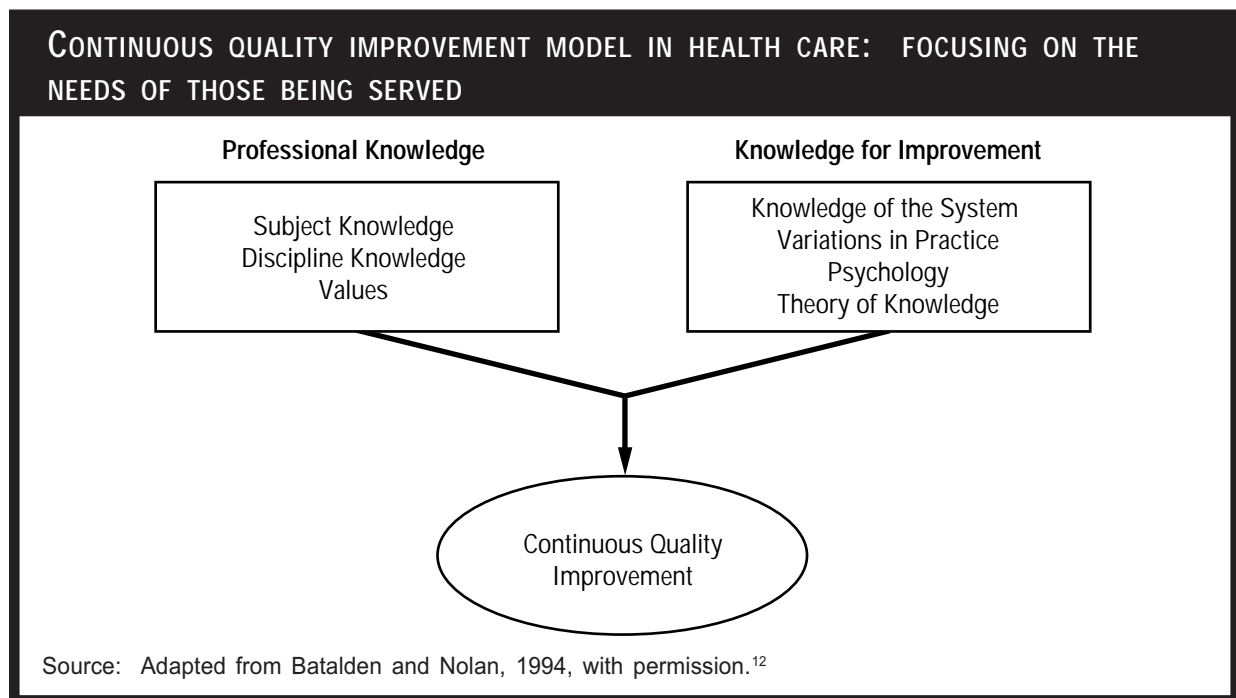 CONTINUOUS QUALITY IMPROVEMENT MODEL IN HEALTH CARE: FOCUSING ON THE
NEEDS OF THOSE BEING SERVED
Professional Knowledge
Subject Knowledge
Discipline Knowledge
Values
Knowledge for Improvement
Knowledge of the System
Variations in Practice
Psychology
Theory of Knowledge
Continuous Quality
Improvement
Source: Adapted from Batalden and Nolan, 1994, with permission.¹²